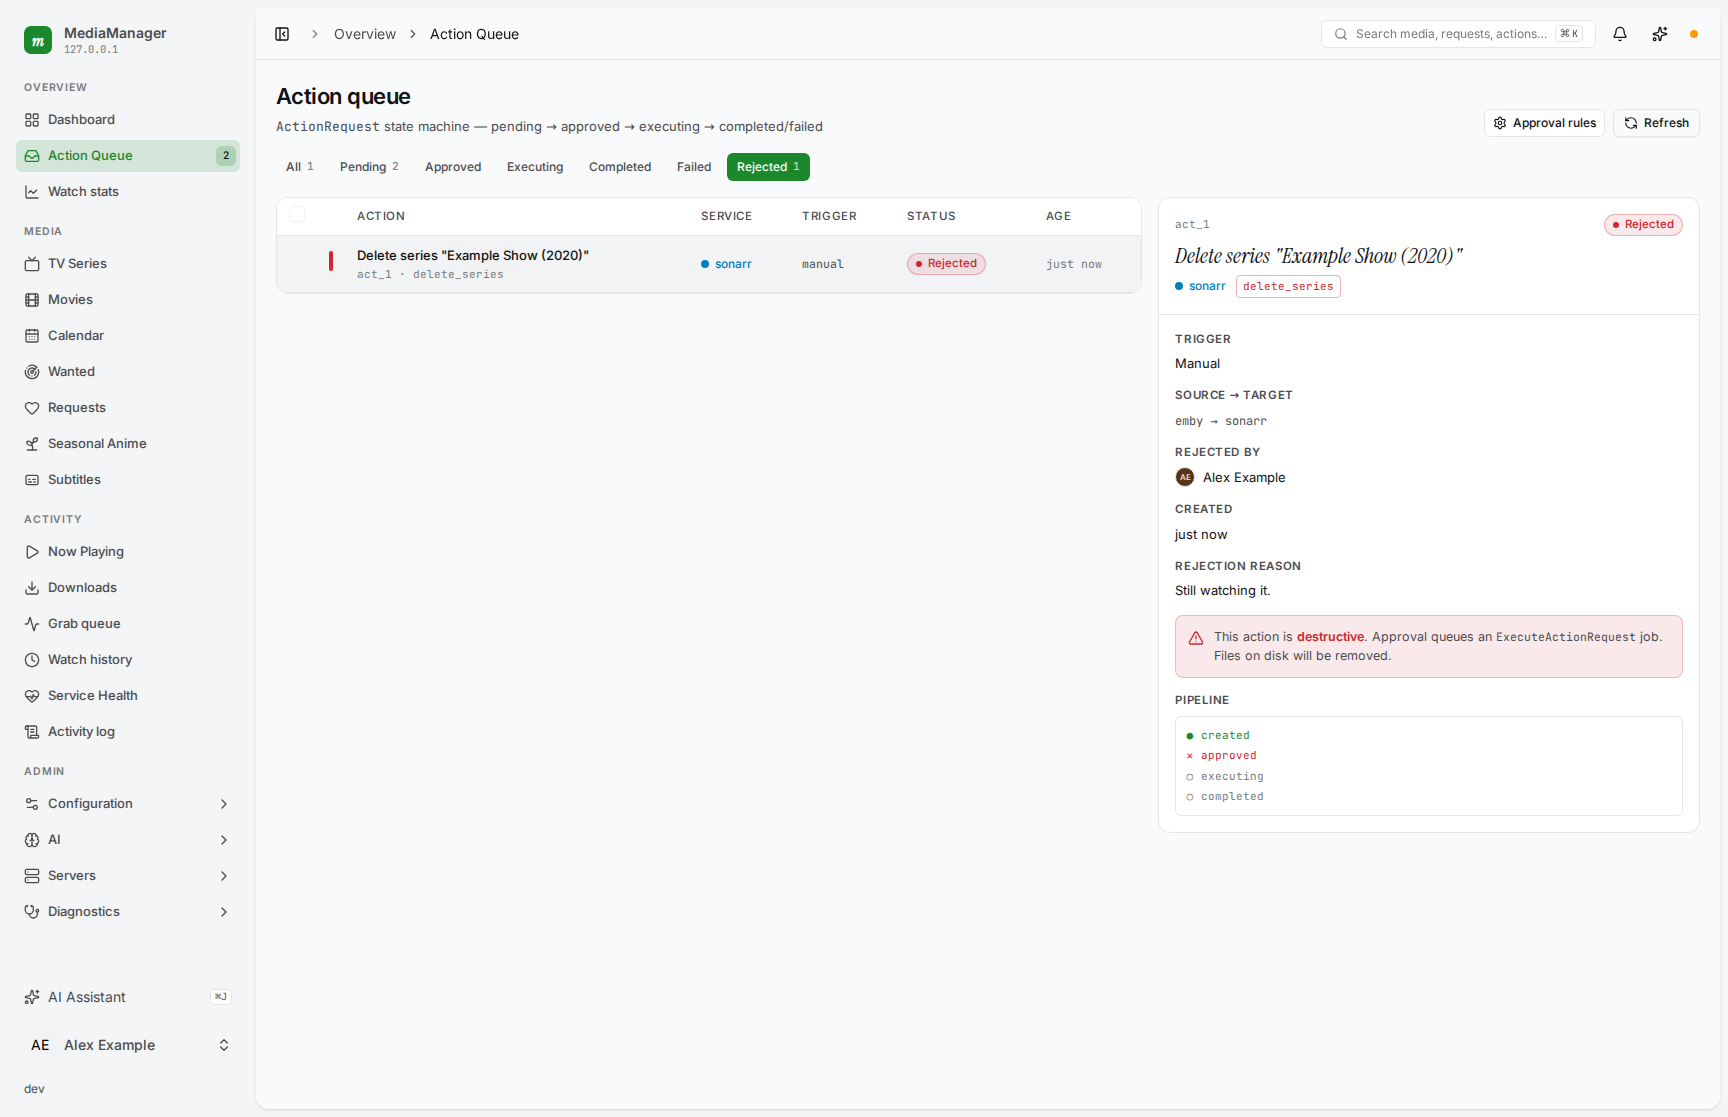 m
MediaManager
127.0.0.1
OVERVIEW
Dashboard
Action Queue 2
Watch stats
MEDIA
TV Series
Movies
Calendar
Wanted
Requests
Seasonal Anime
Subtitles
ACTIVITY
Now Playing
Downloads
Grab queue
Watch history
Service Health
Activity log
ADMIN
Configuration
AI
Servers
Diagnostics
AI Assistant ⌘J
AE Alex Example
dev
Overview > Action Queue
Search media, requests, actions... ⌘K
Action queue
ActionRequest state machine — pending → approved → executing → completed/failed
Approval rules
Refresh
All 1 Pending 2 Approved Executing Completed Failed Rejected 1
ACTION SERVICE TRIGGER STATUS AGE
Delete series "Example Show (2020)"
act_1 · delete_series
sonarr
manual
Rejected
just now
act_1
Rejected
Delete series "Example Show (2020)"
sonarr delete_series
TRIGGER
Manual
SOURCE → TARGET
emby → sonarr
REJECTED BY
AE Alex Example
CREATED
just now
REJECTION REASON
Still watching it.
This action is destructive. Approval queues an ExecuteActionRequest job.
Files on disk will be removed.
PIPELINE
● created
× approved
○ executing
○ completed